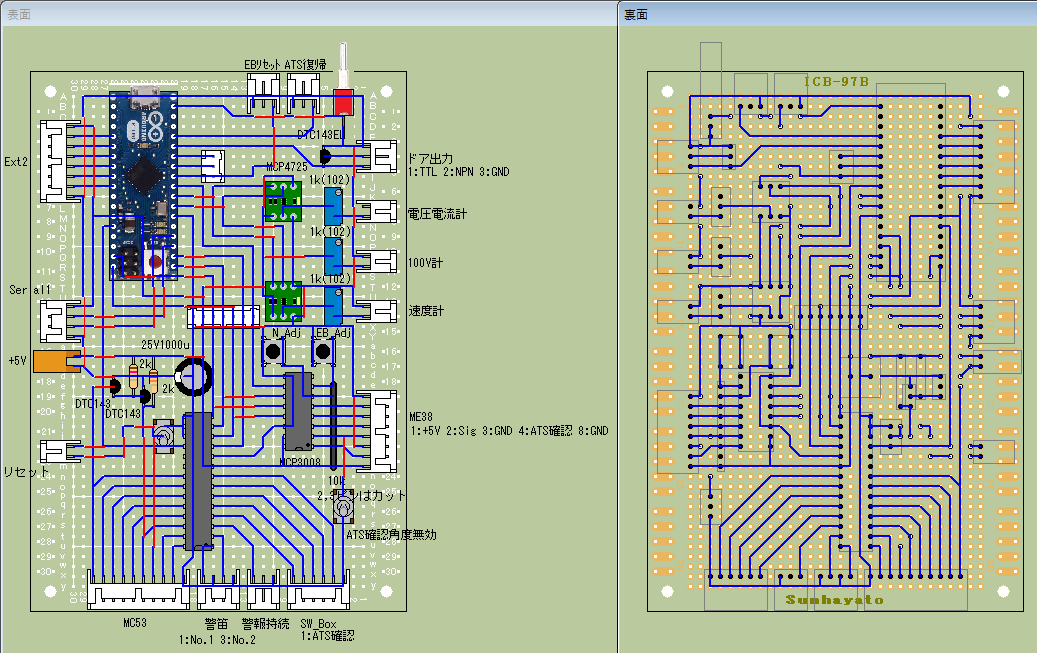 表面
裏面
EBﾘｾｯﾄ ATS復帰
ICB-97B
DTC143EL
Ext2
ドア出力
1:TTL 2:NPN 3:GND
MCP4725
1k(102)
電圧電流計
1k(102)
100V計
1k(102)
Serial1
速度計
N_Adj
EB_Adj
25V1000u
+5V
2k
2k
DTC143
DTC143
ME38
1:+5V 2:Sig 3:GND 4:ATS確認 8:GND
MCP3008
リセット
10k
ピンはカット
ATS確認角度無効
Sunhayato
MC53
警笛
警報持続
SW_Box
1:No.1 3:No.2
1:ATS確認